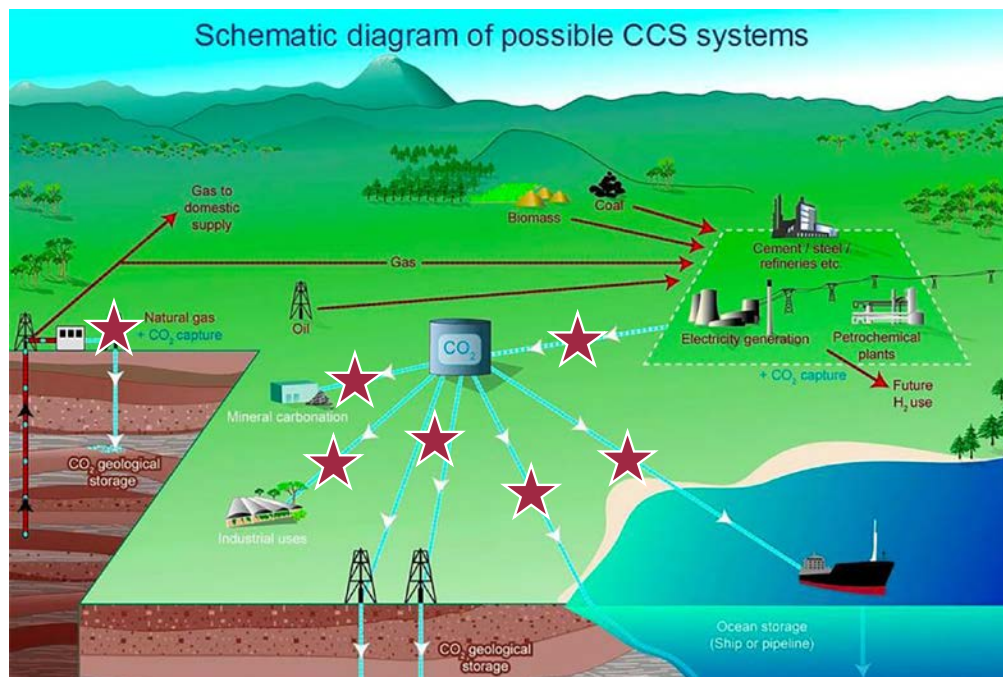 Schematic diagram of possible CCS systems
Gas to
domestic
supply
Biomass
Coal
Cement / steel /
refineries etc.
Gas
Oil
Natural gas
+ CO₂ capture
Electricity generation
Petrochemical
plants
+ CO₂ capture
Future
H₂ use
CO₂
Mineral carbonation
CO₂ geological
storage
Industrial uses
Ocean storage
(Ship or pipeline)
CO₂ geological
storage